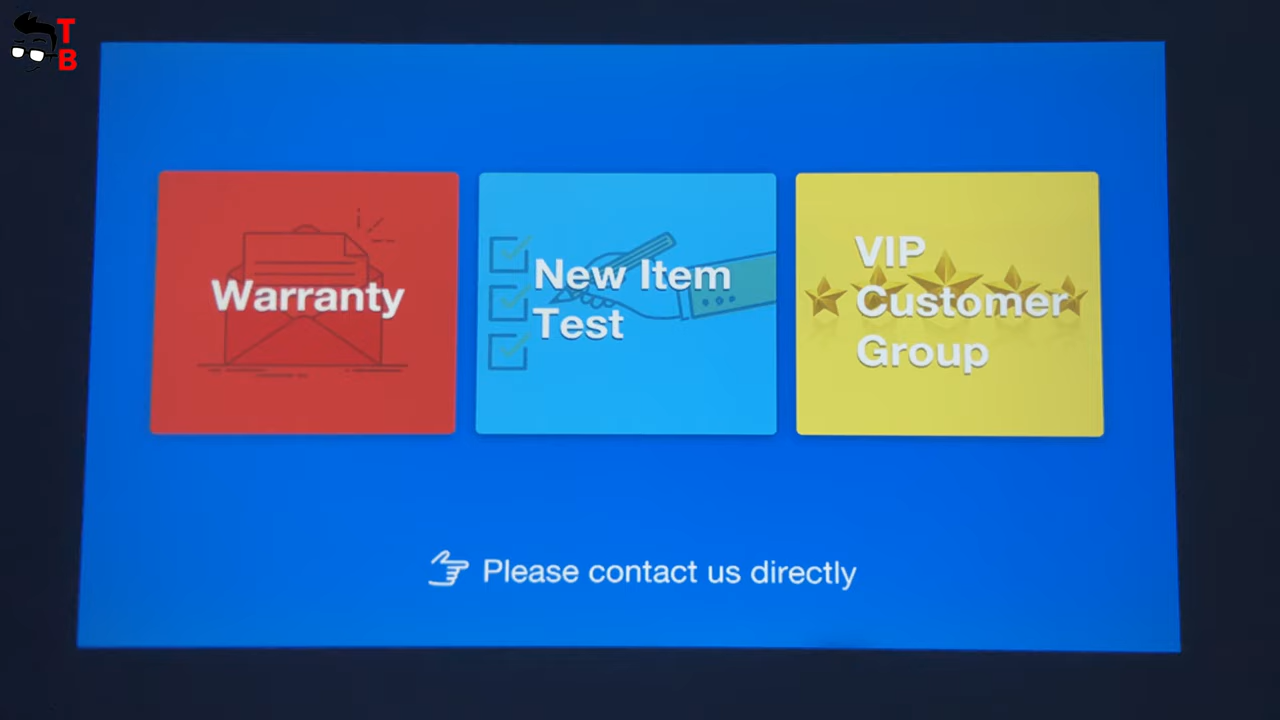 T
B
Warranty
New Item
Test
VIP
Customer
Group
Please contact us directly